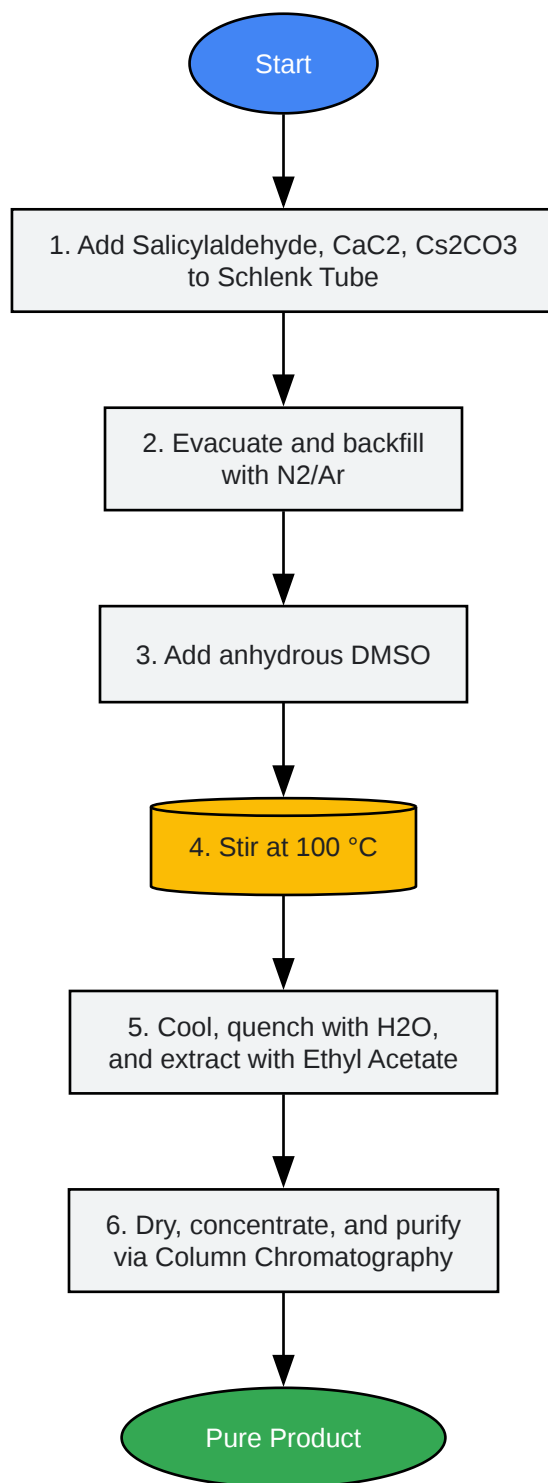 Start
1. Add Salicylaldehyde, CaC2, Cs2CO3
to Schlenk Tube
2. Evacuate and backfill
with N2/Ar
3. Add anhydrous DMSO
4. Stir at 100 °C
5. Cool, quench with H2O,
and extract with Ethyl Acetate
6. Dry, concentrate, and purify
via Column Chromatography
Pure Product